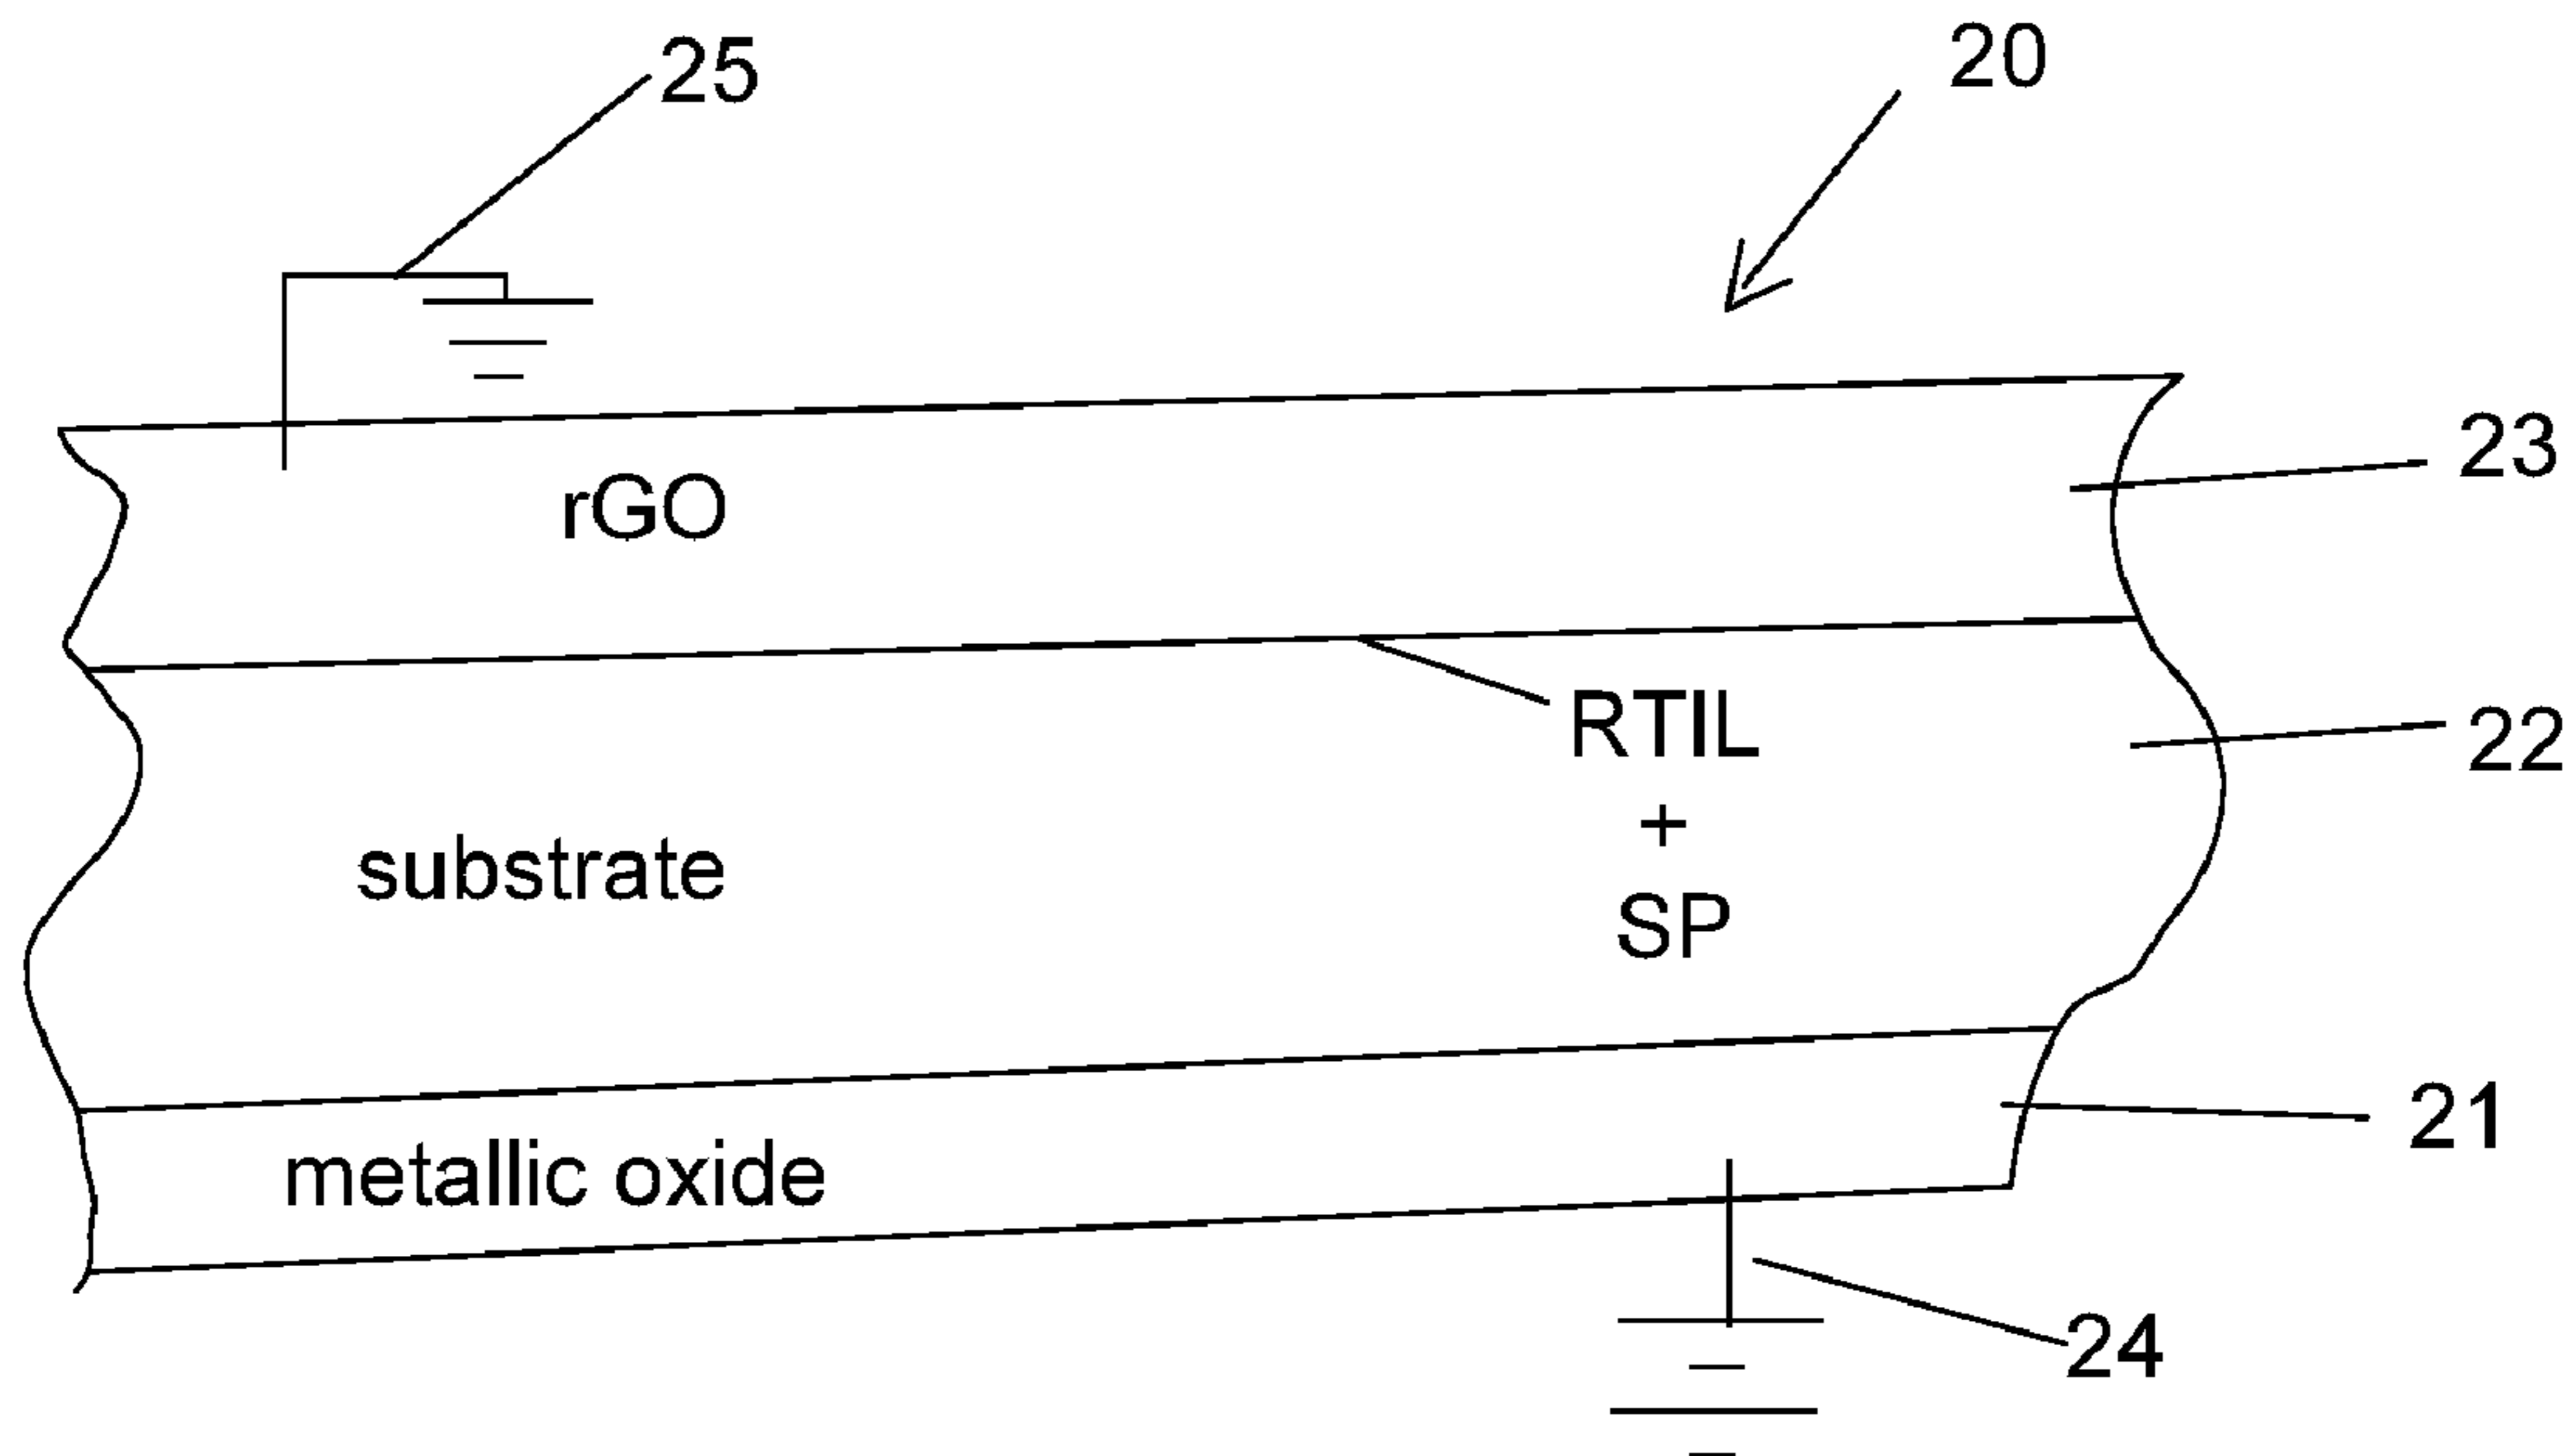 25
20
23
rGO
RTIL
22
+
substrate
SP
21
metallic oxide
24